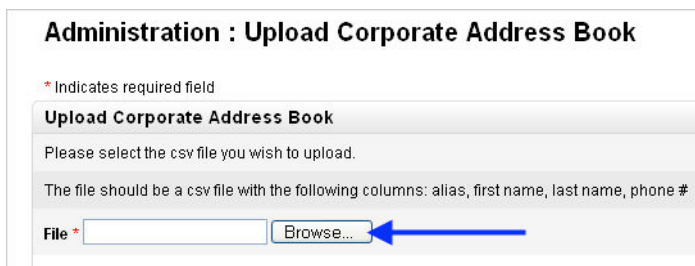 Administration : Upload Corporate Address Book
* Indicates required field
Upload Corporate Address Book
Please select the csv file you wish to upload.
The file should be a csv file with the following columns: alias, first name, last name, phone #
File * Browse...